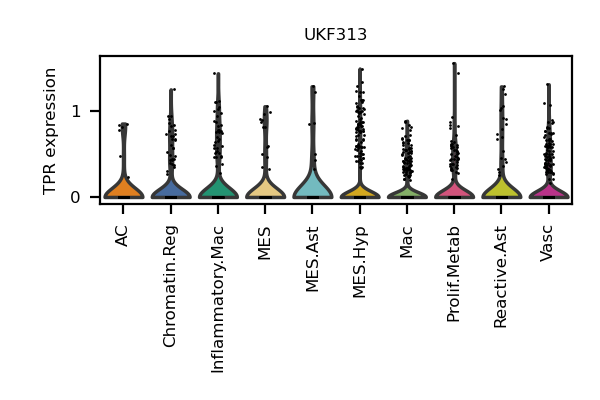 UKF313
TPR expression
1
0
AC
Chromatin.Reg
Inflammatory.Mac
MES
MES.Ast
MES.Hyp
Mac
Prolif.Metab
Reactive.Ast
Vasc